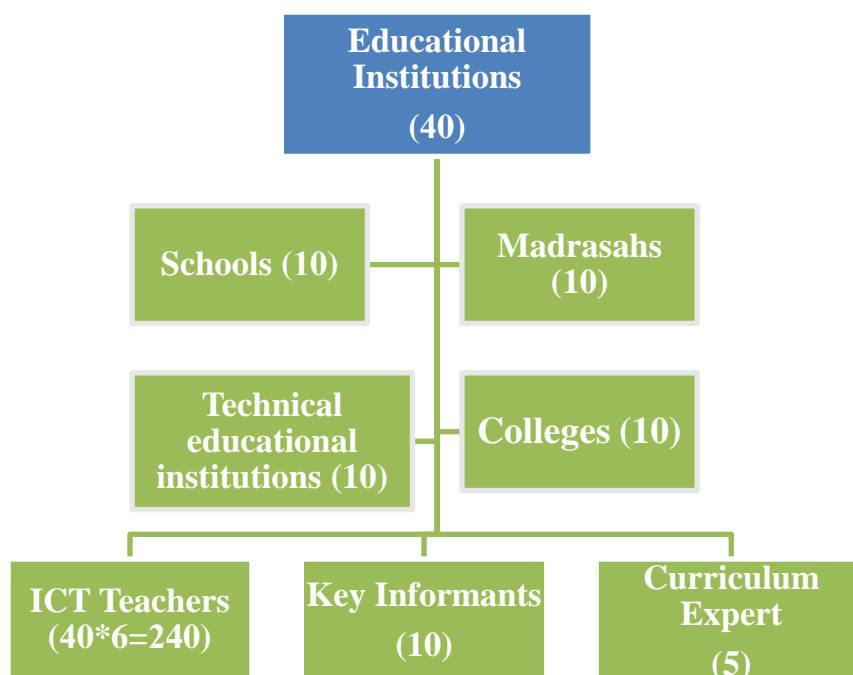 Educational
Institutions
(40)
Schools (10)
Madrasahs
(10)
Technical
educational
institutions (10)
Colleges (10)
ICT Teachers
(40*6=240)
Key Informants
(10)
Curriculum
Expert
(5)